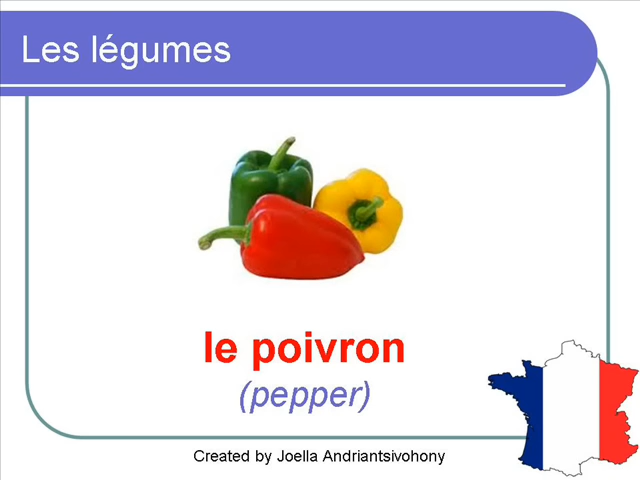 Les légumes
le poivron
(pepper)
Created by Joella Andriantsivohony